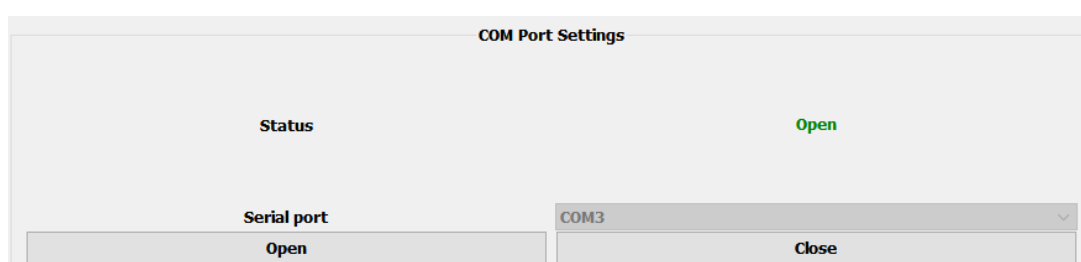 COM Port Settings
Status Open
Serial port COM3
Open Close